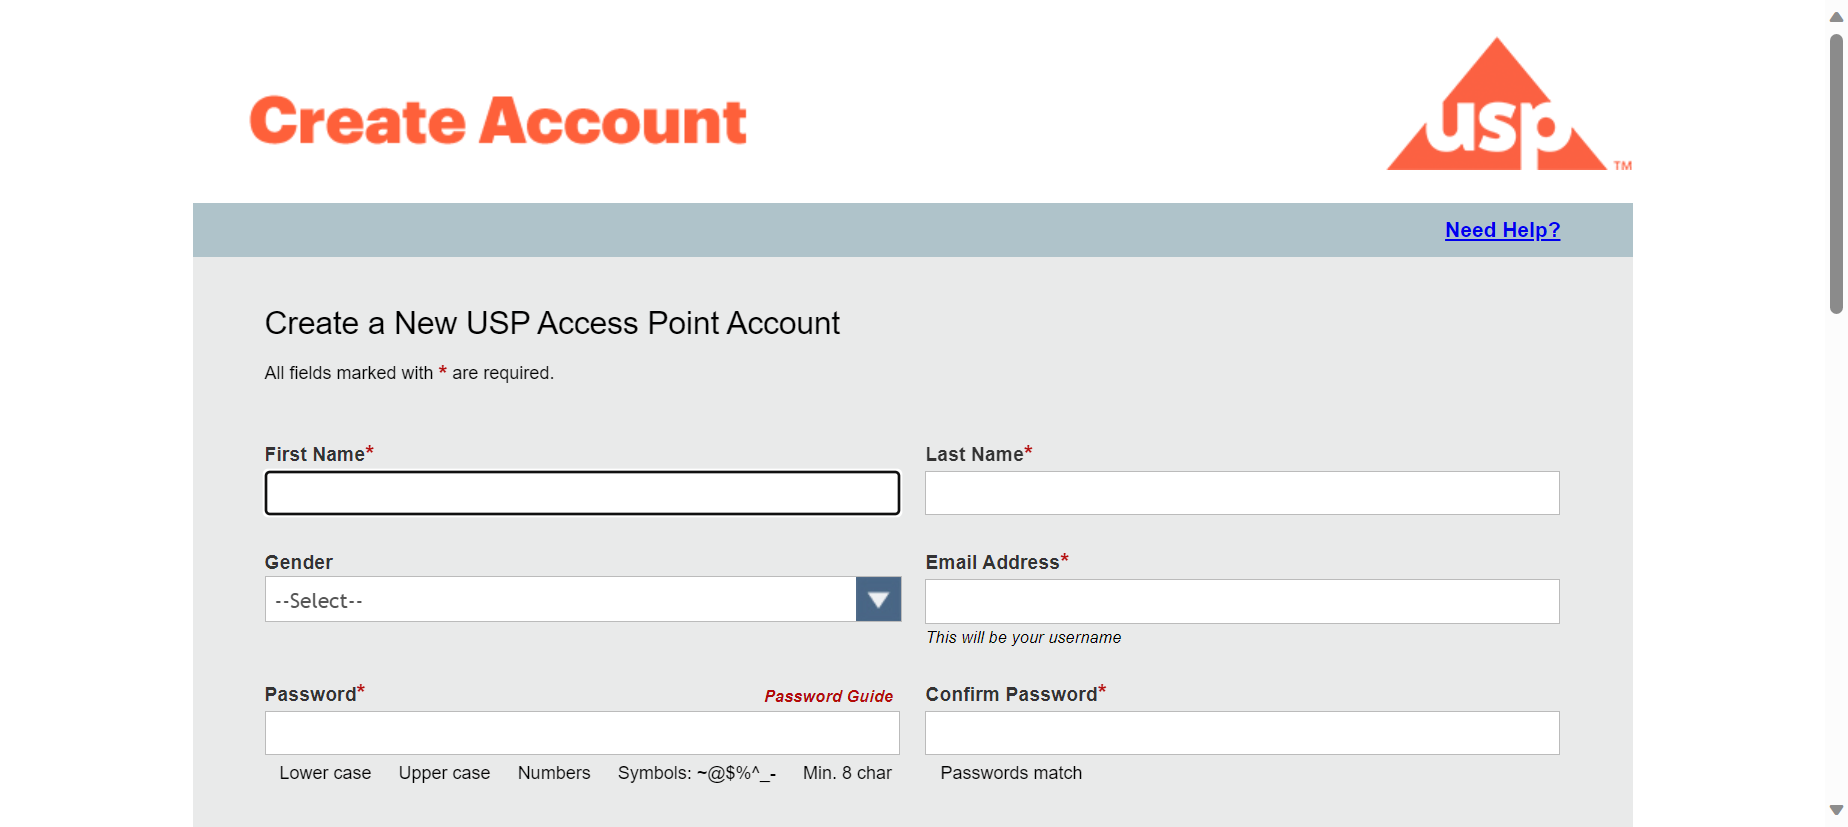 Create Account
usp
TM
Need Help?
Create a New USP Access Point Account
All fields marked with * are required.
First Name*
Last Name*
Gender
Email Address*
--Select--
This will be your username
Password*
Password Guide
Confirm Password*
Lower case Upper case Numbers Symbols: ~@$%^_- Min. 8 char
Passwords match